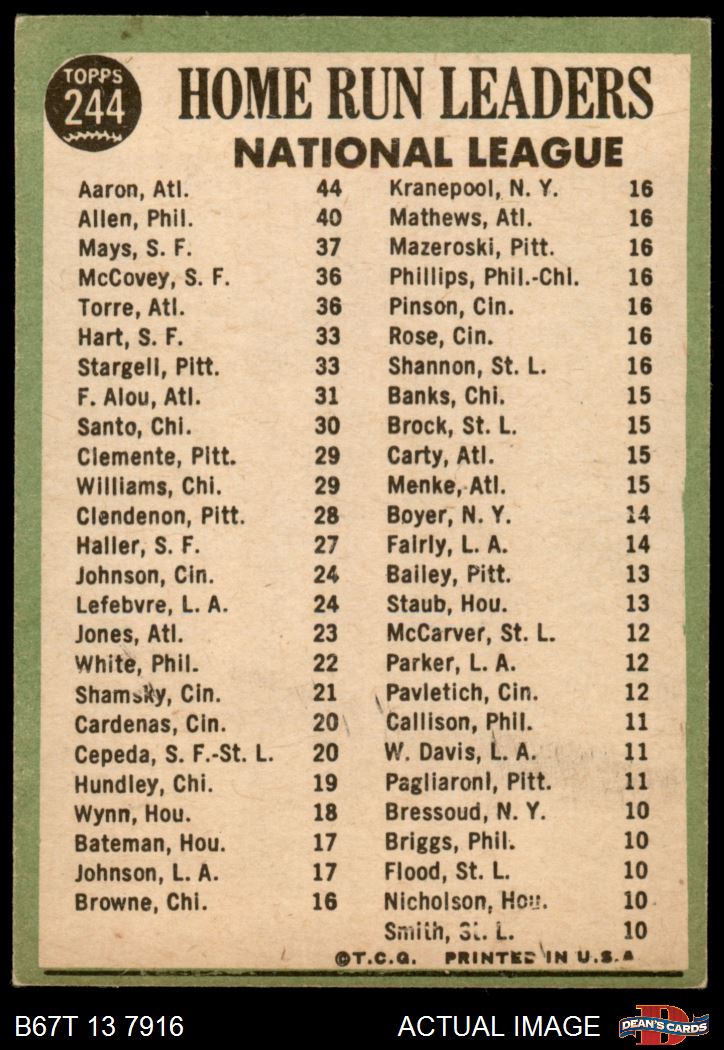 TOPPS
244
HOME RUN LEADERS
NATIONAL LEAGUE
Aaron, Atl. 44
Allen, Phil. 40
Mays, S. F. 37
McCovey, S. F. 36
Torre, Atl. 36
Hart, S. F. 33
Stargell, Pitt. 33
F. Alou, Atl. 31
Santo, Chi. 30
Clemente, Pitt. 29
Williams, Chi. 29
Clendenon, Pitt. 28
Haller, S. F. 27
Johnson, Cin. 24
Lefebvre, L. A. 24
Jones, Atl. 23
White, Phil. 22
Shamsky, Cin. 21
Cardenas, Cin. 20
Cepeda, S. F.-St. L. 20
Hundley, Chi. 19
Wynn, Hou. 18
Bateman, Hou. 17
Johnson, L. A. 17
Browne, Chi. 16
Kranepool, N. Y. 16
Mathews, Atl. 16
Mazeroski, Pitt. 16
Phillips, Phil.-Chi. 16
Pinson, Cin. 16
Rose, Cin. 16
Shannon, St. L. 16
Banks, Chi. 15
Brock, St. L. 15
Carty, Atl. 15
Menke, Atl. 15
Boyer, N. Y. 14
Fairly, L. A. 14
Bailey, Pitt. 13
Staub, Hou. 13
McCarver, St. L. 12
Parker, L. A. 12
Pavletich, Cin. 12
Callison, Phil. 11
W. Davis, L. A. 11
Pagliaroni, Pitt. 11
Bressoud, N. Y. 10
Briggs, Phil. 10
Flood, St. L. 10
Nicholson, Hou. 10
Smith, St. L. 10
©T.C.G. PRINTED IN U.S.A
B67T 13 7916 ACTUAL IMAGE
DEAN'S CARDS